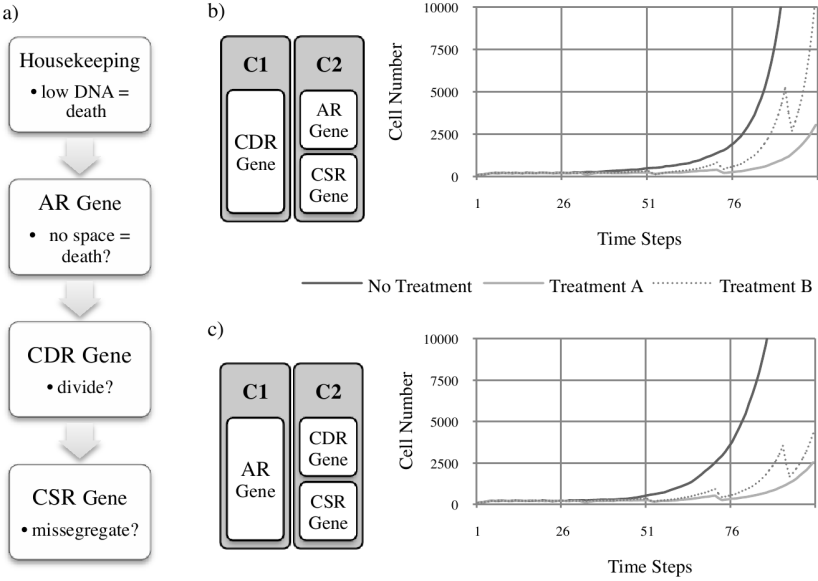 a)
Housekeeping
• low DNA =
death
AR Gene
• no space =
death?
CDR Gene
• divide?
CSR Gene
• missegregate?
b)
C1
CDR
Gene
C2
AR
Gene
CSR
Gene
Cell Number
10000
7500
5000
2500
0
1
26
51
76
Time Steps
No Treatment
Treatment A
Treatment B
c)
C1
AR
Gene
C2
CDR
Gene
CSR
Gene
Cell Number
10000
7500
5000
2500
0
1
26
51
76
Time Steps